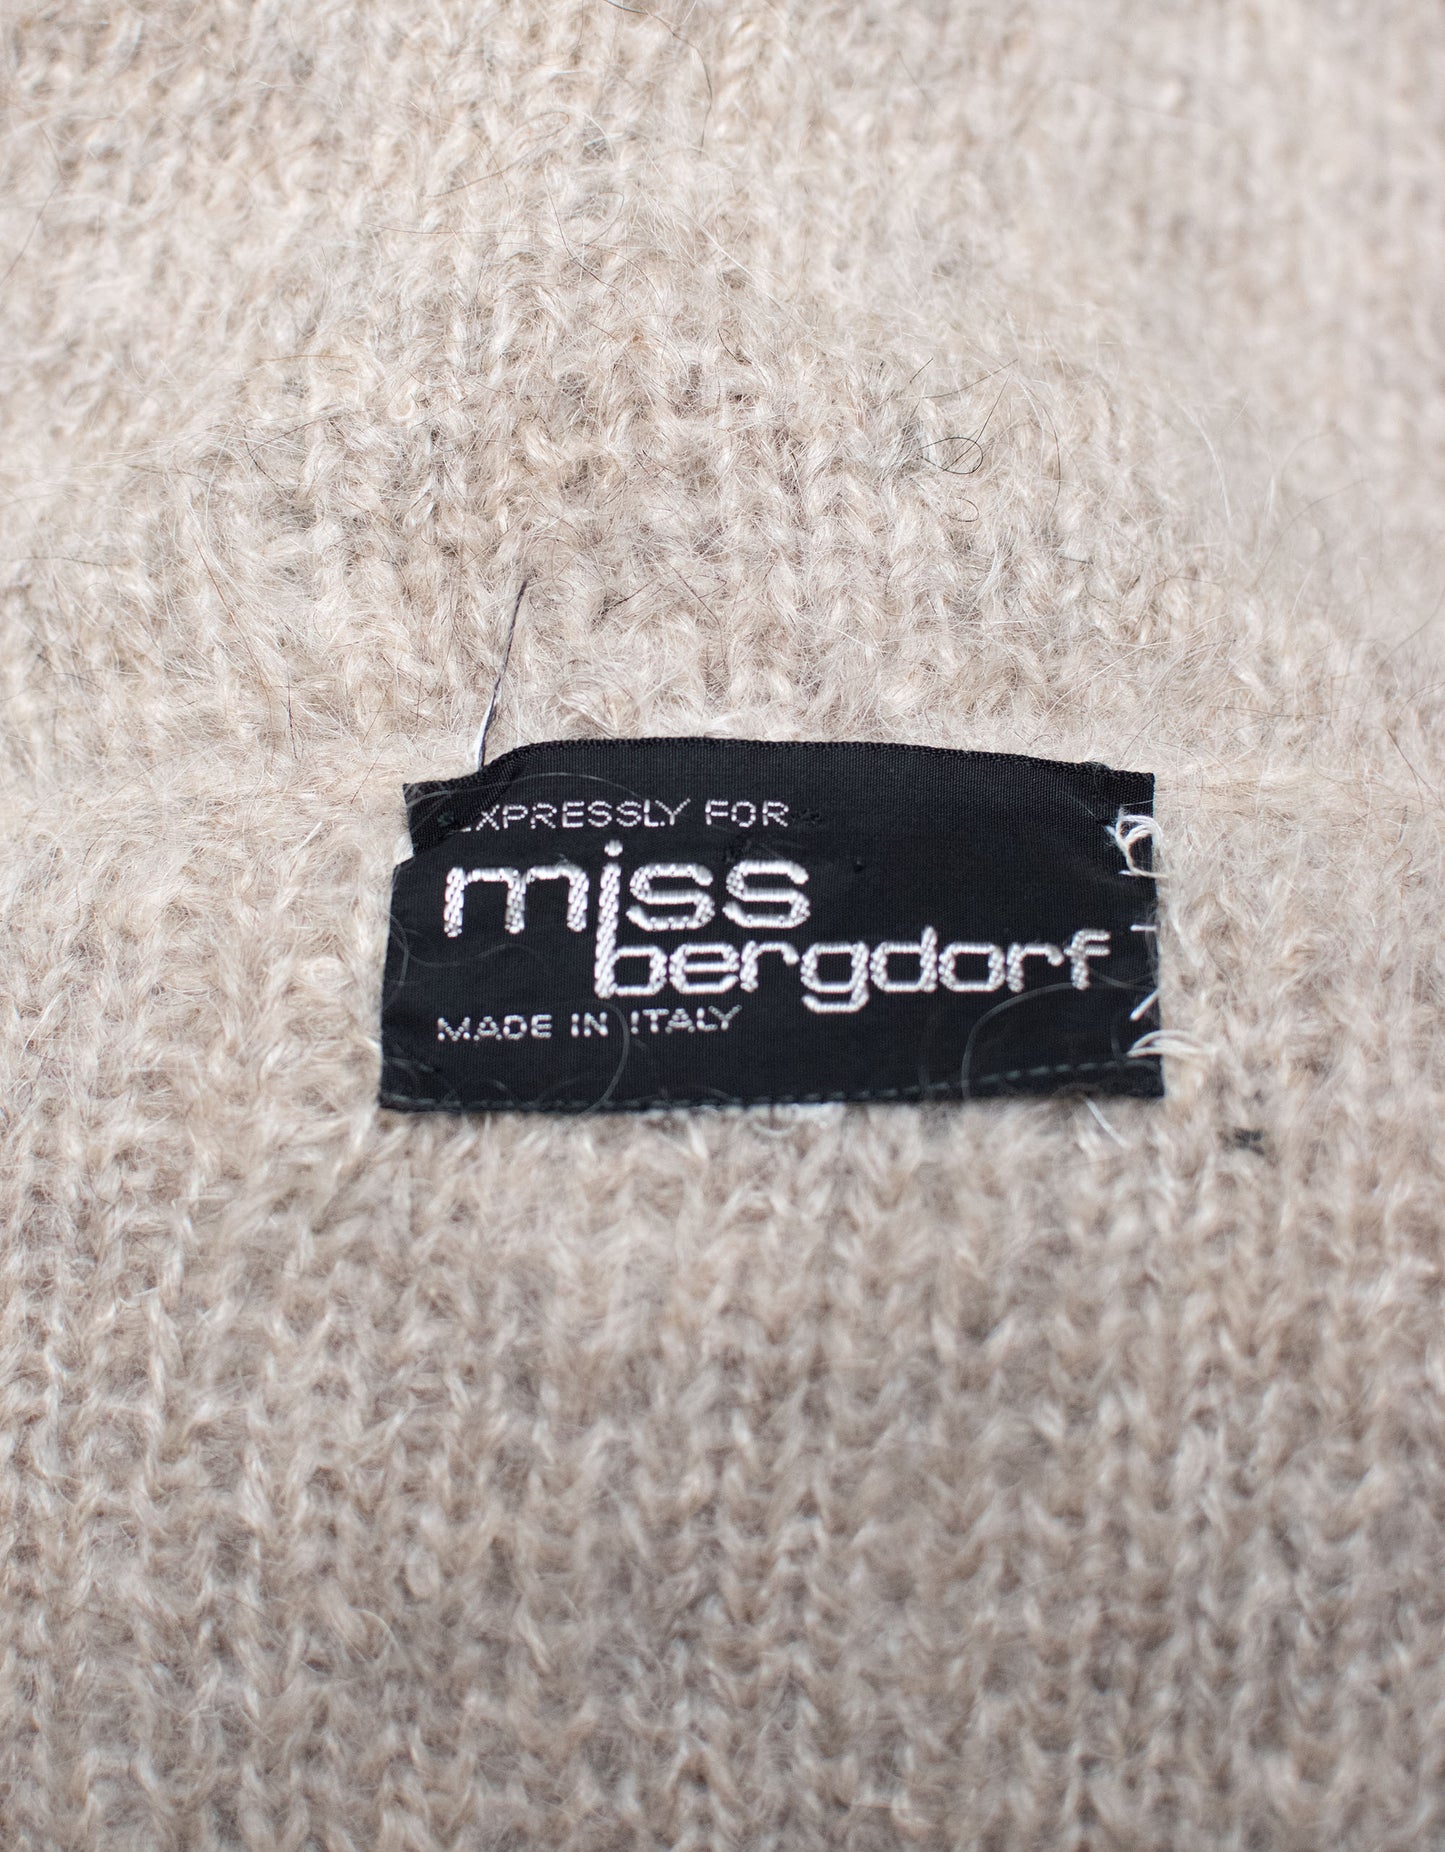 EXPRESSLY FOR
miss
bergdorf
MADE IN ITALY